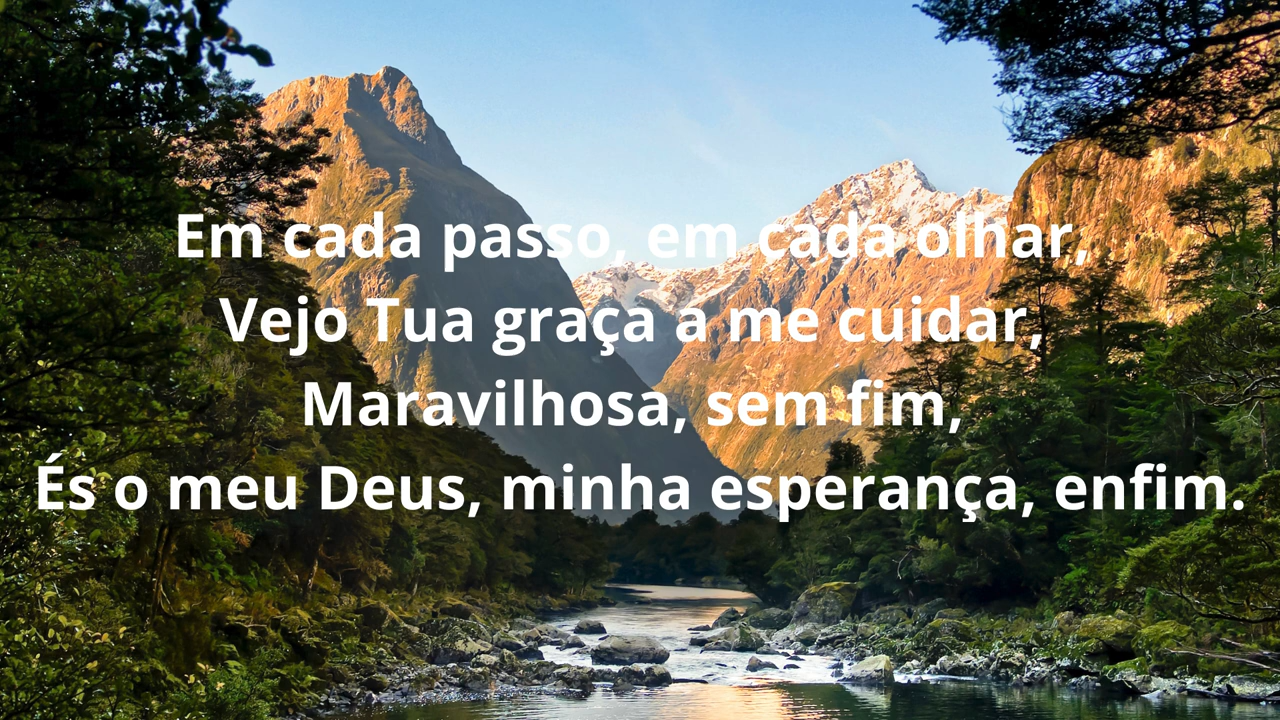 Em cada passo, em cada olhar,
Vejo Tua graça a me cuidar,
Maravilhosa, sem fim,
És o meu Deus, minha esperança, enfim.